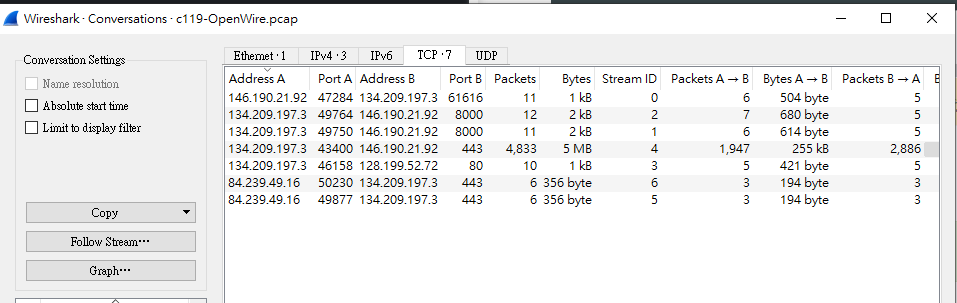 Wireshark · Conversations · c119-OpenWire.pcap
Conversation Settings
Name resolution
Absolute start time
Limit to display filter
Copy
Follow Stream…
Graph…
Ethernet · 1 IPv4 · 3 IPv6 TCP · 7 UDP
Address A Port A Address B Port B Packets Bytes Stream ID Packets A → B Bytes A → B Packets B → A B
146.190.21.92 47284 134.209.197.3 61616 11 1 kB 0 6 504 byte 5
134.209.197.3 49764 146.190.21.92 8000 12 2 kB 2 7 680 byte 5
134.209.197.3 49750 146.190.21.92 8000 11 2 kB 1 6 614 byte 5
134.209.197.3 43400 146.190.21.92 443 4,833 5 MB 4 1,947 255 kB 2,886
134.209.197.3 46158 128.199.52.72 80 10 1 kB 3 5 421 byte 5
84.239.49.16 50230 134.209.197.3 443 6 356 byte 6 3 194 byte 3
84.239.49.16 49877 134.209.197.3 443 6 356 byte 5 3 194 byte 3